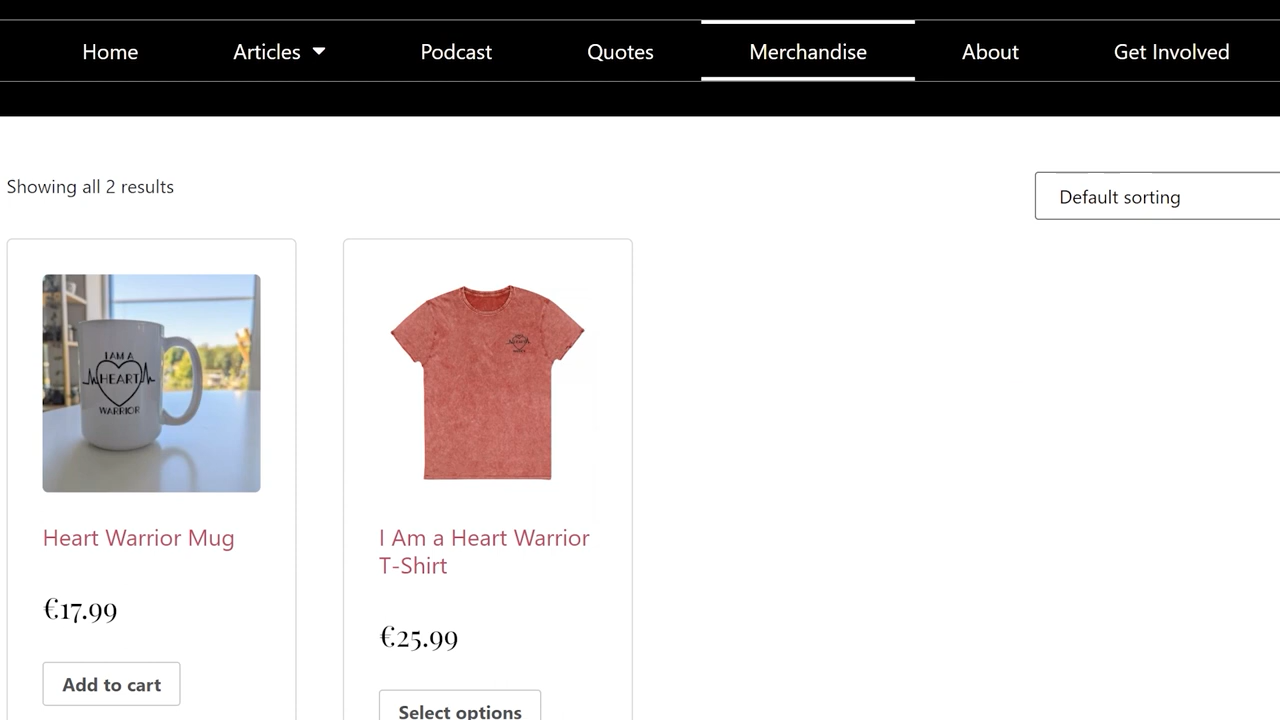 Home Articles Podcast Quotes Merchandise About Get Involved
Showing all 2 results
Default sorting
I AM A
HEART
WARRIOR
Heart Warrior Mug
€17.99
Add to cart
I Am a Heart Warrior
T-Shirt
€25.99
Select options